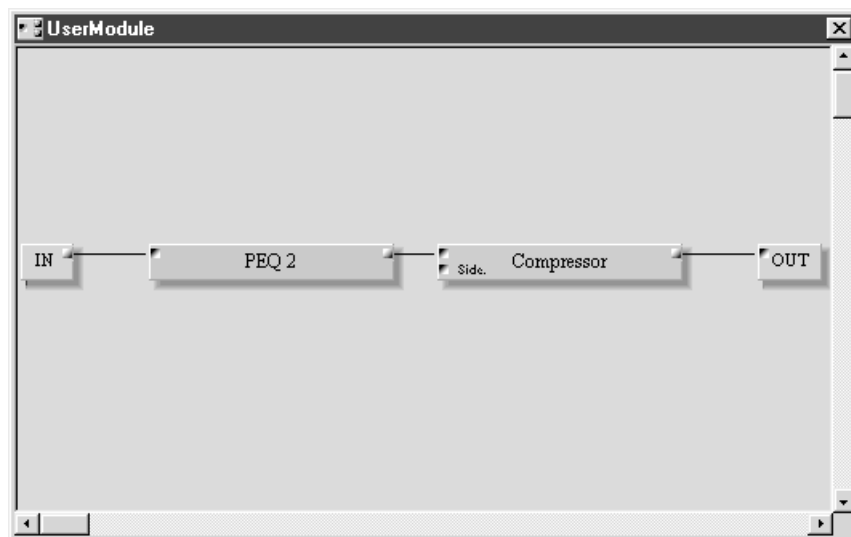 UserModule
IN
PEQ 2
Side.
Compressor
OUT